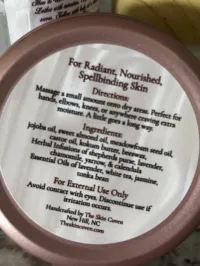 For Radiant, Nourished,
Spellbinding Skin
Directions:
Massage a small amount onto dry areas. Perfect for
hands, elbows, knees, or anywhere craving extra
moisture. A little goes a long way.
Ingredients:
jojoba oil, sweet almond oil, meadowfoam seed oil,
castor oil, kokum butter, beeswax,
Herbal infusions of shepherds purse, lavender,
chamomile, yarrow, & calendula
Essential Oils of lavender, white tea, jasmine,
tonka bean
For External Use Only
Avoid contact with eyes. Discontinue use if
irritation occurs.
Handcrafted by The Skin Coven
New Hill, NC
Theskincoven.com